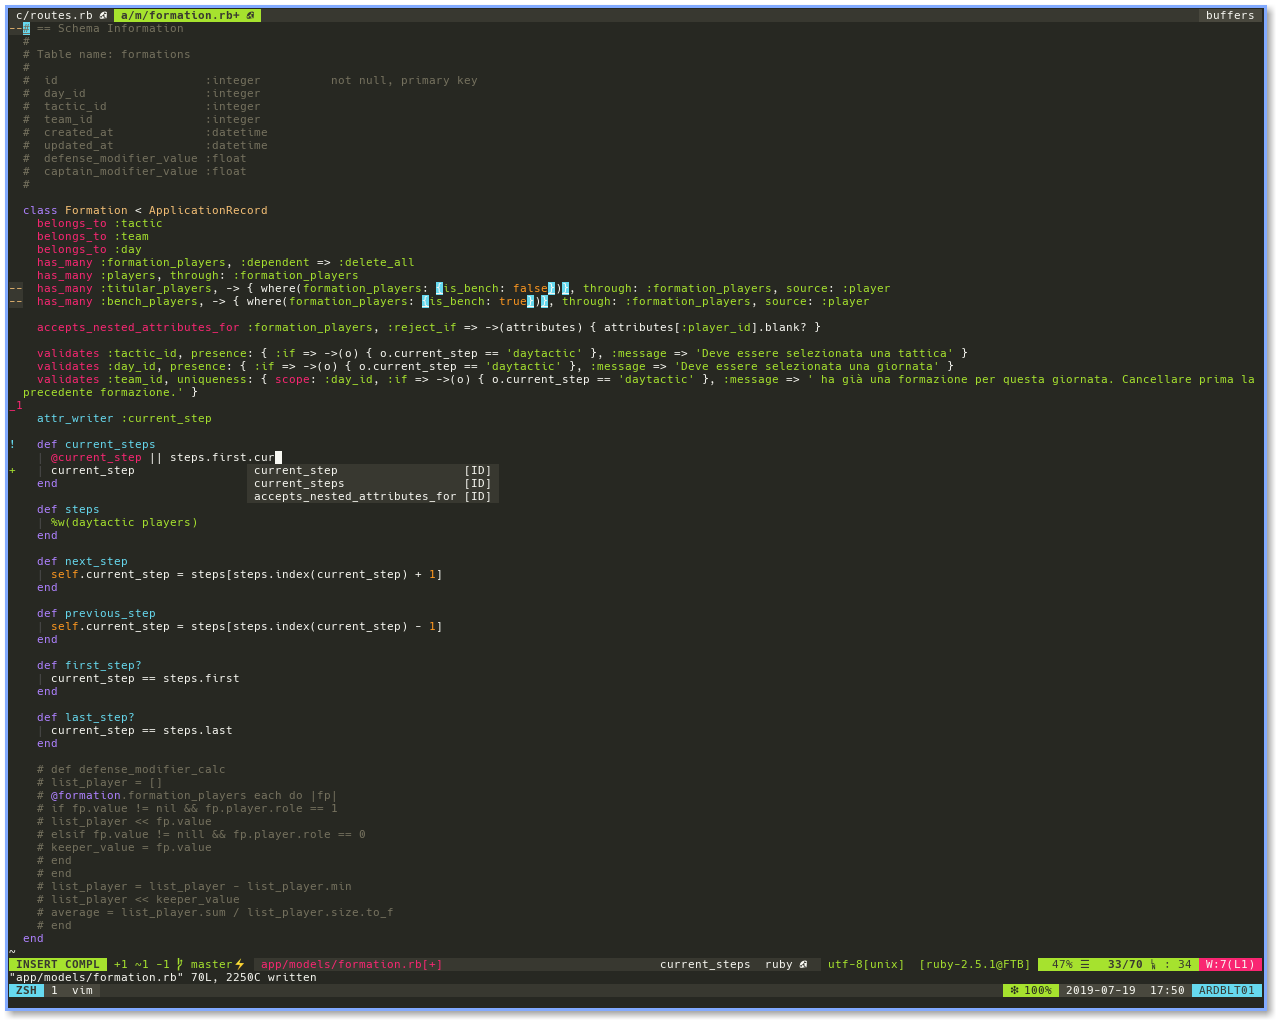 c/routes.rb  a/m/formation.rb+  buffers
--# == Schema Information
#
# Table name: formations
#
#  id                     :integer          not null, primary key
#  day_id                 :integer
#  tactic_id              :integer
#  team_id                :integer
#  created_at             :datetime
#  updated_at             :datetime
#  defense_modifier_value :float
#  captain_modifier_value :float
#
class Formation < ApplicationRecord
  belongs_to :tactic
  belongs_to :team
  belongs_to :day
  has_many :formation_players, :dependent => :delete_all
  has_many :players, through: :formation_players
--  has_many :titular_players, -> { where(formation_players: {is_bench: false})}, through: :formation_players, source: :player
--  has_many :bench_players, -> { where(formation_players: {is_bench: true})}, through: :formation_players, source: :player
  accepts_nested_attributes_for :formation_players, :reject_if => ->(attributes) { attributes[:player_id].blank? }
  validates :tactic_id, presence: { :if => ->(o) { o.current_step == 'daytactic' }, :message => 'Deve essere selezionata una tattica' }
  validates :day_id, presence: { :if => ->(o) { o.current_step == 'daytactic' }, :message => 'Deve essere selezionata una giornata' }
  validates :team_id, uniqueness: { scope: :day_id, :if => ->(o) { o.current_step == 'daytactic' }, :message => ' ha già una formazione per questa giornata. Cancellare prima la
precedente formazione.' }
_1
  attr_writer :current_step
!   def current_steps
  | @current_step || steps.first.cur
+   | current_step                 current_step                  [ID]
  end                              current_steps                 [ID]
                                   accepts_nested_attributes_for [ID]
  def steps
  | %w(daytactic players)
  end
  def next_step
  | self.current_step = steps[steps.index(current_step) + 1]
  end
  def previous_step
  | self.current_step = steps[steps.index(current_step) - 1]
  end
  def first_step?
  | current_step == steps.first
  end
  def last_step?
  | current_step == steps.last
  end
  # def defense_modifier_calc
  # list_player = []
  # @formation.formation_players each do |fp|
  # if fp.value != nil && fp.player.role == 1
  # list_player << fp.value
  # elsif fp.value != nill && fp.player.role == 0
  # keeper_value = fp.value
  # end
  # end
  # list_player = list_player - list_player.min
  # list_player << keeper_value
  # average = list_player.sum / list_player.size.to_f
  # end
end
~
INSERT COMPL  +1 ~1 -1  master⚡  app/models/formation.rb[+]  current_steps  ruby  utf-8[unix]  [ruby-2.5.1@FTB]  47% ☰  33/70 : 34  W:7(L1)
"app/models/formation.rb" 70L, 2250C written
ZSH  1  vim  ❄ 100%  2019-07-19  17:50  ARDBLT01